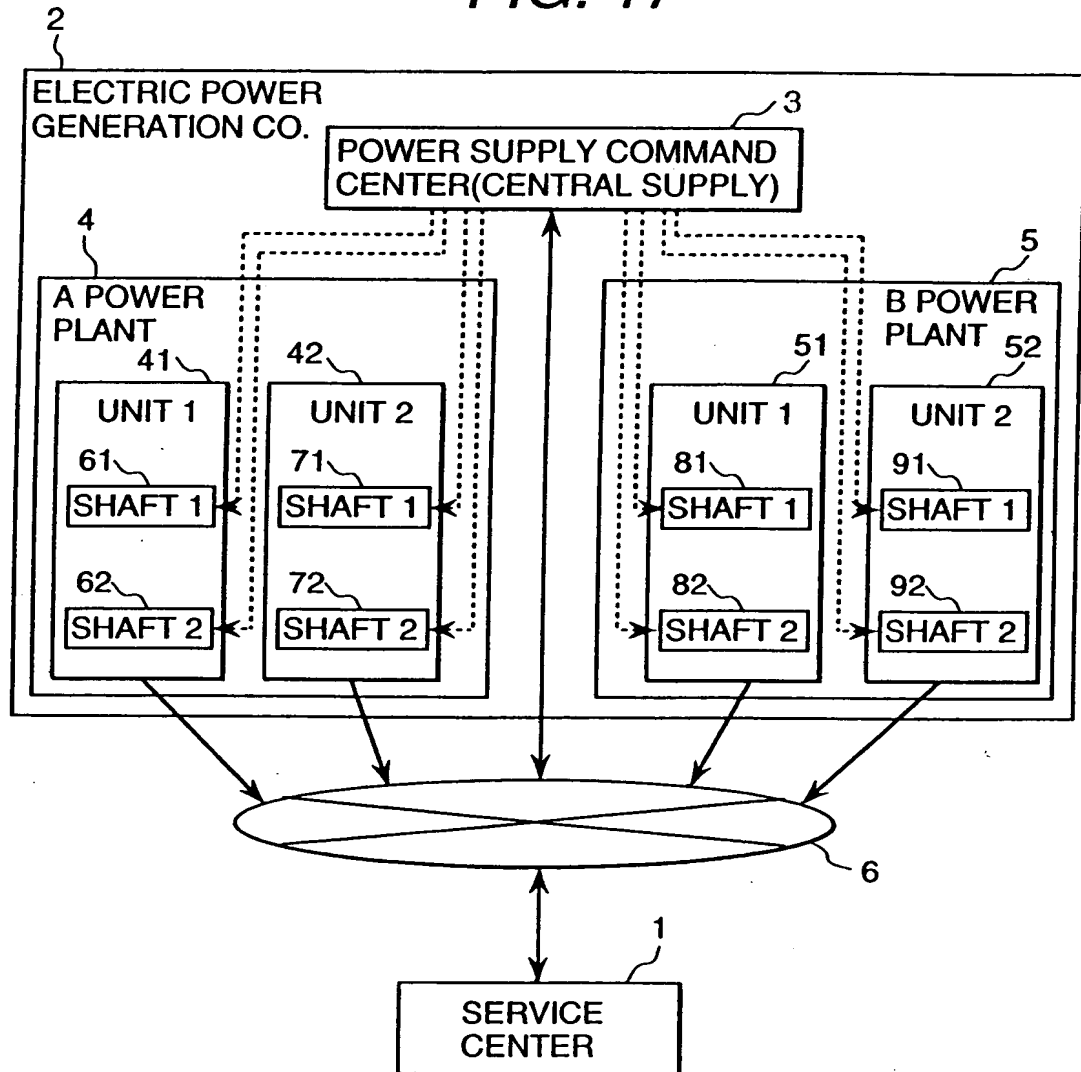 FIG. 17
2
ELECTRIC POWER
GENERATION CO.
3
POWER SUPPLY COMMAND
CENTER(CENTRAL SUPPLY)
4
A POWER
PLANT
5
B POWER
PLANT
41
UNIT 1
42
UNIT 2
51
UNIT 1
52
UNIT 2
61
SHAFT 1
71
SHAFT 1
81
SHAFT 1
91
SHAFT 1
62
SHAFT 2
72
SHAFT 2
82
SHAFT 2
92
SHAFT 2
6
1
SERVICE
CENTER